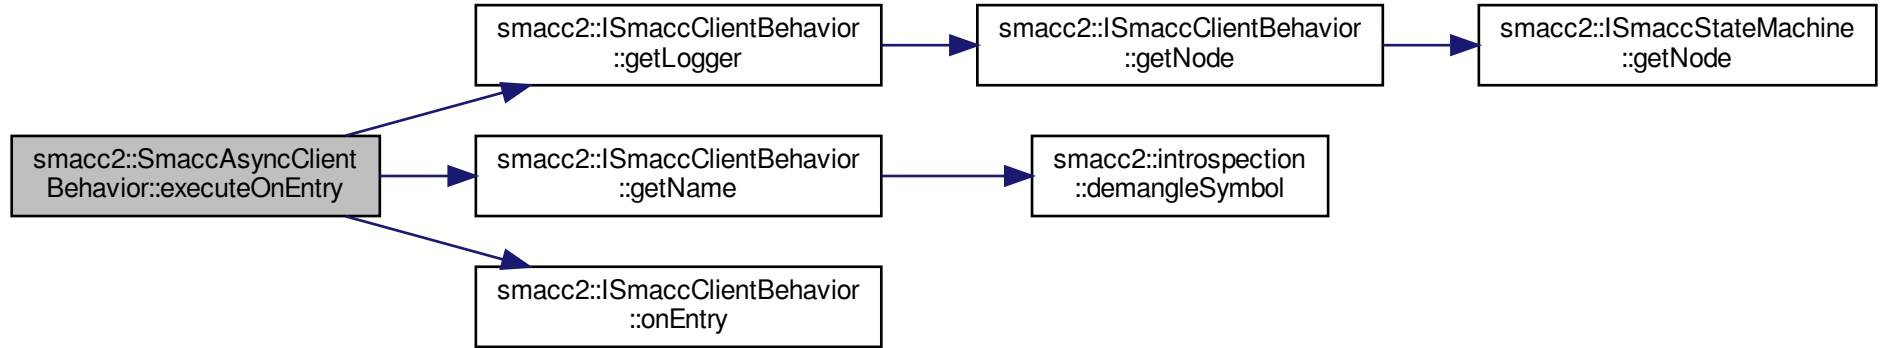 smacc2::ISmaccClientBehavior
::getLogger
smacc2::ISmaccClientBehavior
::getNode
smacc2::ISmaccStateMachine
::getNode
smacc2::SmaccAsyncClient
Behavior::executeOnEntry
smacc2::ISmaccClientBehavior
::getName
smacc2::introspection
::demangleSymbol
smacc2::ISmaccClientBehavior
::onEntry